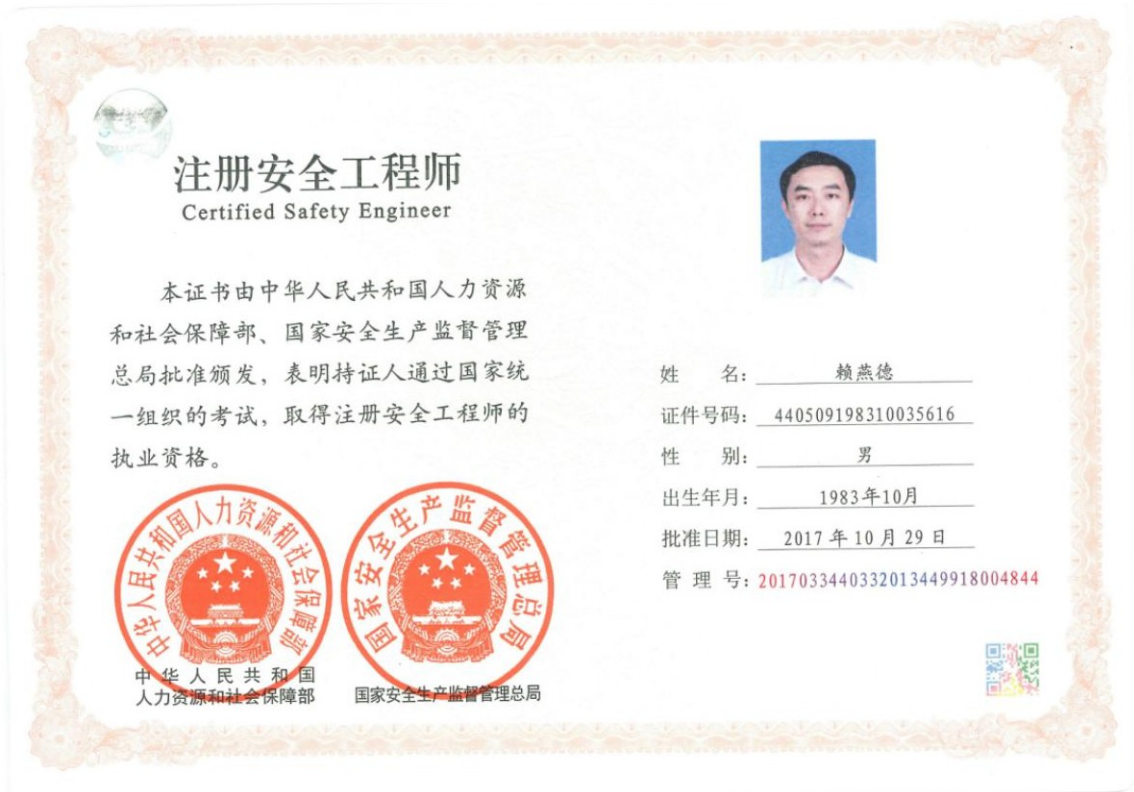 注册安全工程师
Certified Safety Engineer
本证书由中华人民共和国人力资源
和社会保障部、国家安全生产监督管理
总局批准颁发，表明持证人通过国家统
一组织的考试，取得注册安全工程师的
执业资格。
中华人民共和国人力资源和社会保障部
国家安全生产监督管理总局
中华人民共和国
人力资源和社会保障部
国家安全生产监督管理总局
姓 名：赖燕德
证件号码：440509198310035616
性 别：男
出生年月：1983年10月
批准日期：2017年10月29日
管 理 号：2017033440332013449918004844